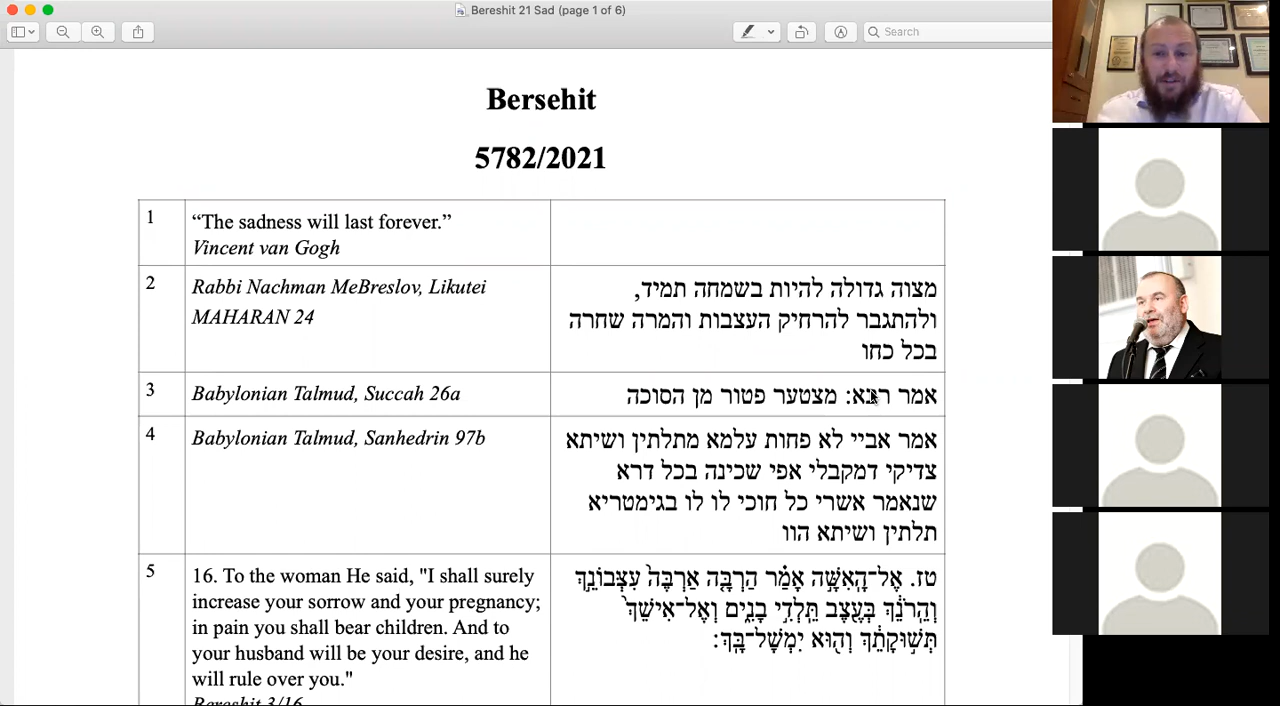 Bereshit 21 Sad (page 1 of 6)
Search
Bersehit
5782/2021
1
“The sadness will last forever.”
Vincent van Gogh
2
Rabbi Nachman MeBreslov, Likutei
MAHARAN 24
מצוה גדולה להיות בשמחה תמיד,
ולהתגבר להרחיק העצבות והמרה שחרה
בכל כחו
3
Babylonian Talmud, Succah 26a
אמר רבא: מצטער פטור מן הסוכה
4
Babylonian Talmud, Sanhedrin 97b
אמר אביי לא פחות עלמא מתלתין ושיתא
צדיקי דמקבלי אפי שכינה בכל דרא
שנאמר אשרי כל חוכי לו לו בגימטריא
תלתין ושיתא הוו
5
16. To the woman He said, "I shall surely
increase your sorrow and your pregnancy;
in pain you shall bear children. And to
your husband will be your desire, and he
will rule over you."
Bereshit 3/16
טז. אֶל־הָֽאִשָּׁ֣ה אָמַ֗ר הַרְבָּ֤ה אַרְבֶּה֙ עִצְּבוֹנֵ֣ךְ
וְהֵֽרֹנֵ֔ךְ בְּעֶ֖צֶב תֵּֽלְדִ֣י בָנִ֑ים וְאֶל־אִישֵׁךְ֙
תְּשׁ֣וּקָתֵ֔ךְ וְה֖וּא יִמְשָׁל־בָּֽךְ: